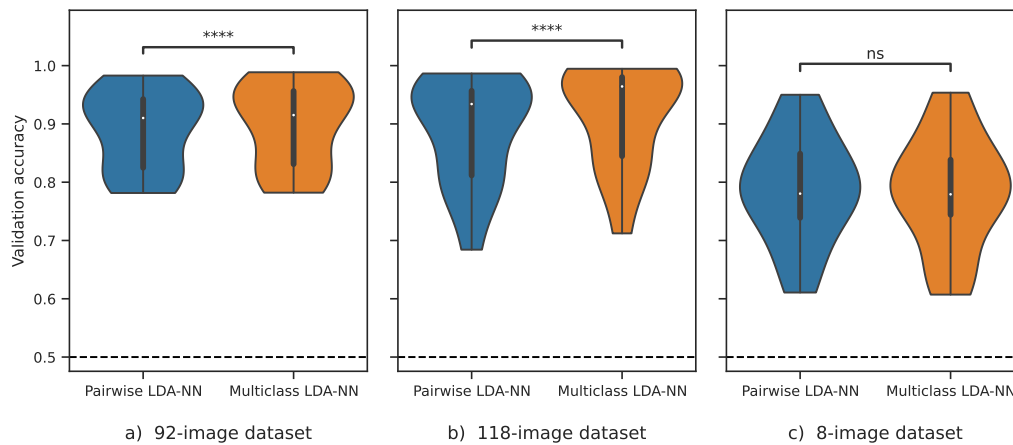 ****
****
ns
Validation accuracy
1.0
0.9
0.8
0.7
0.6
0.5
Pairwise LDA-NN Multiclass LDA-NN
Pairwise LDA-NN Multiclass LDA-NN
Pairwise LDA-NN Multiclass LDA-NN
a) 92-image dataset
b) 118-image dataset
c) 8-image dataset